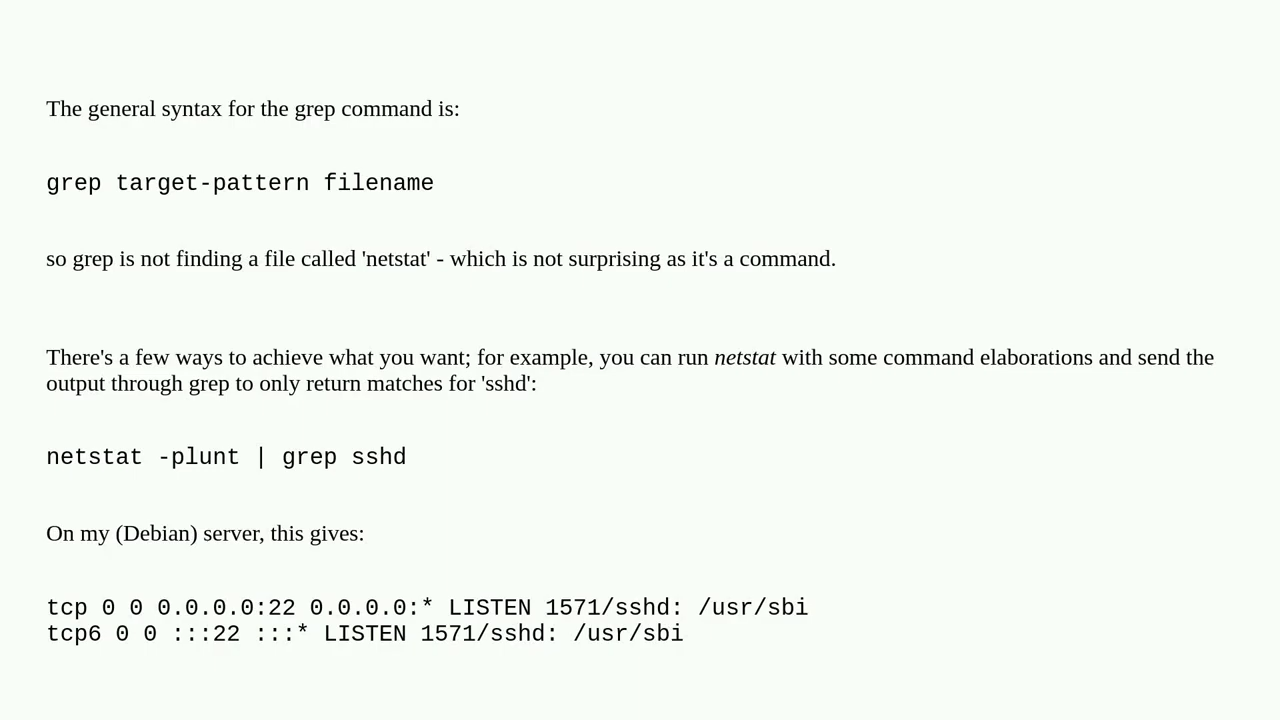 The general syntax for the grep command is:
grep target-pattern filename
so grep is not finding a file called 'netstat' - which is not surprising as it's a command.
There's a few ways to achieve what you want; for example, you can run netstat with some command elaborations and send the
output through grep to only return matches for 'sshd':
netstat -plunt | grep sshd
On my (Debian) server, this gives:
tcp 0 0 0.0.0.0:22 0.0.0.0:* LISTEN 1571/sshd: /usr/sbi
tcp6 0 0 :::22 :::* LISTEN 1571/sshd: /usr/sbi